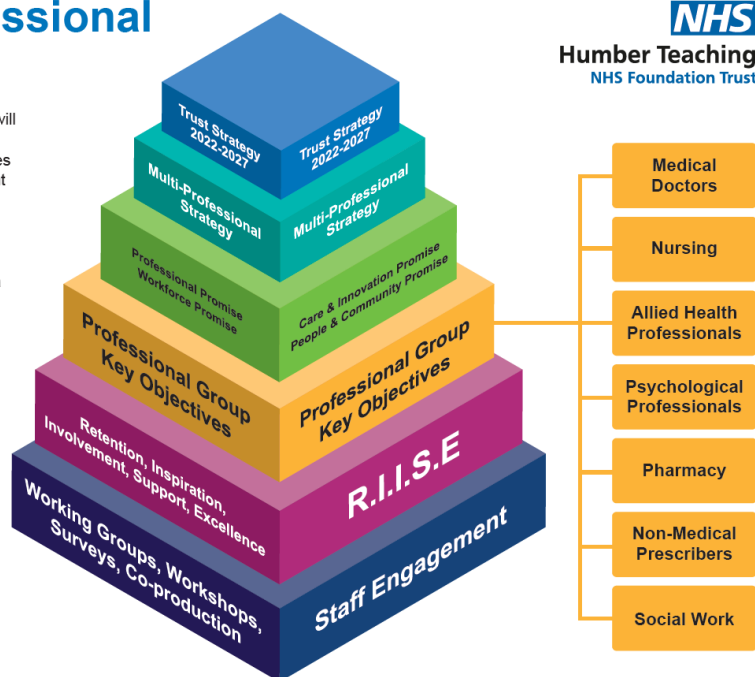 ssional
NHS
Humber Teaching
NHS Foundation Trust
will
es
t
Trust Strategy
2022-2027
Trust Strategy
2022-2027
Multi-Professional
Strategy
Multi-Professional
Strategy
Professional Promise
Workforce Promise
Care & Innovation Promise
People & Community Promise
Professional Group
Key Objectives
Professional Group
Key Objectives
Retention, Inspiration,
Involvement, Support, Excellence
R.I.I.S.E
Working Groups, Workshops,
Surveys, Co-production
Staff Engagement
Medical
Doctors
Nursing
Allied Health
Professionals
Psychological
Professionals
Pharmacy
Non-Medical
Prescribers
Social Work